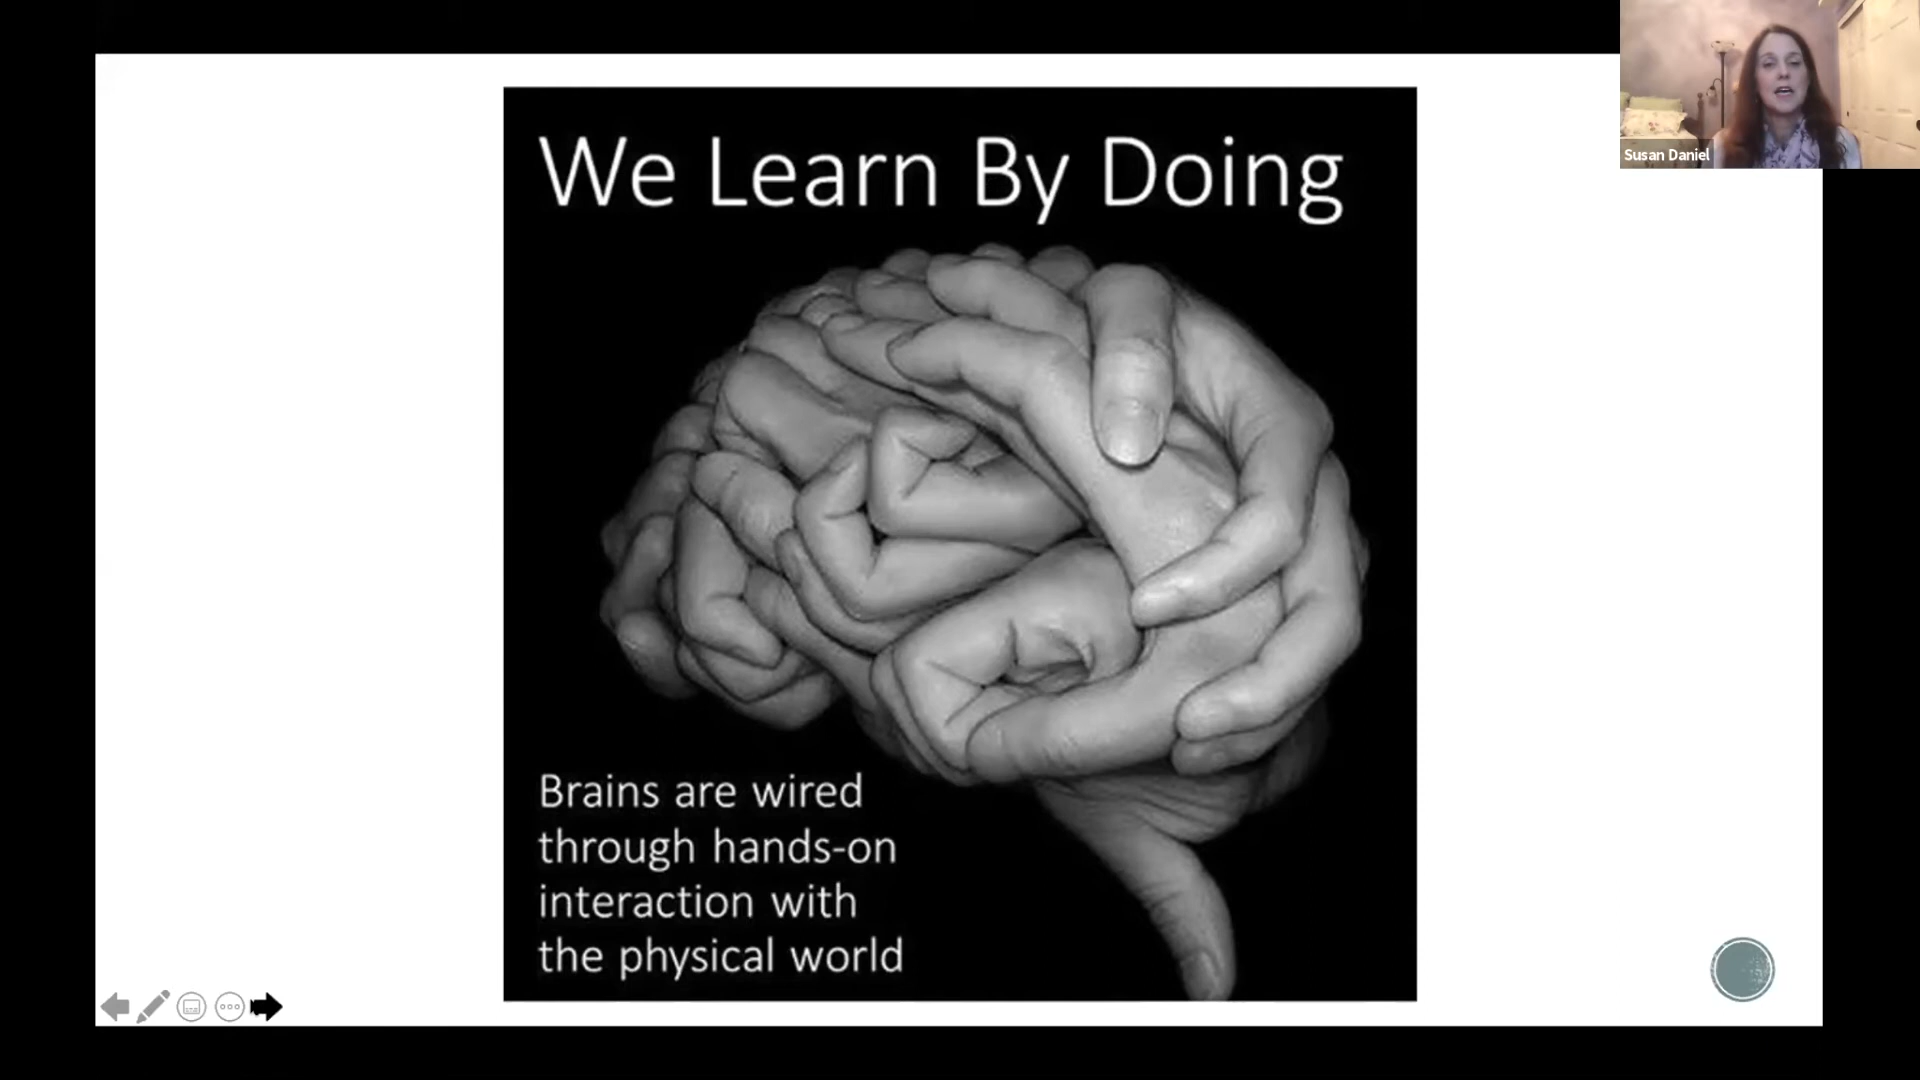 We Learn By Doing
Susan Daniel
Brains are wired
through hands-on
interaction with
the physical world